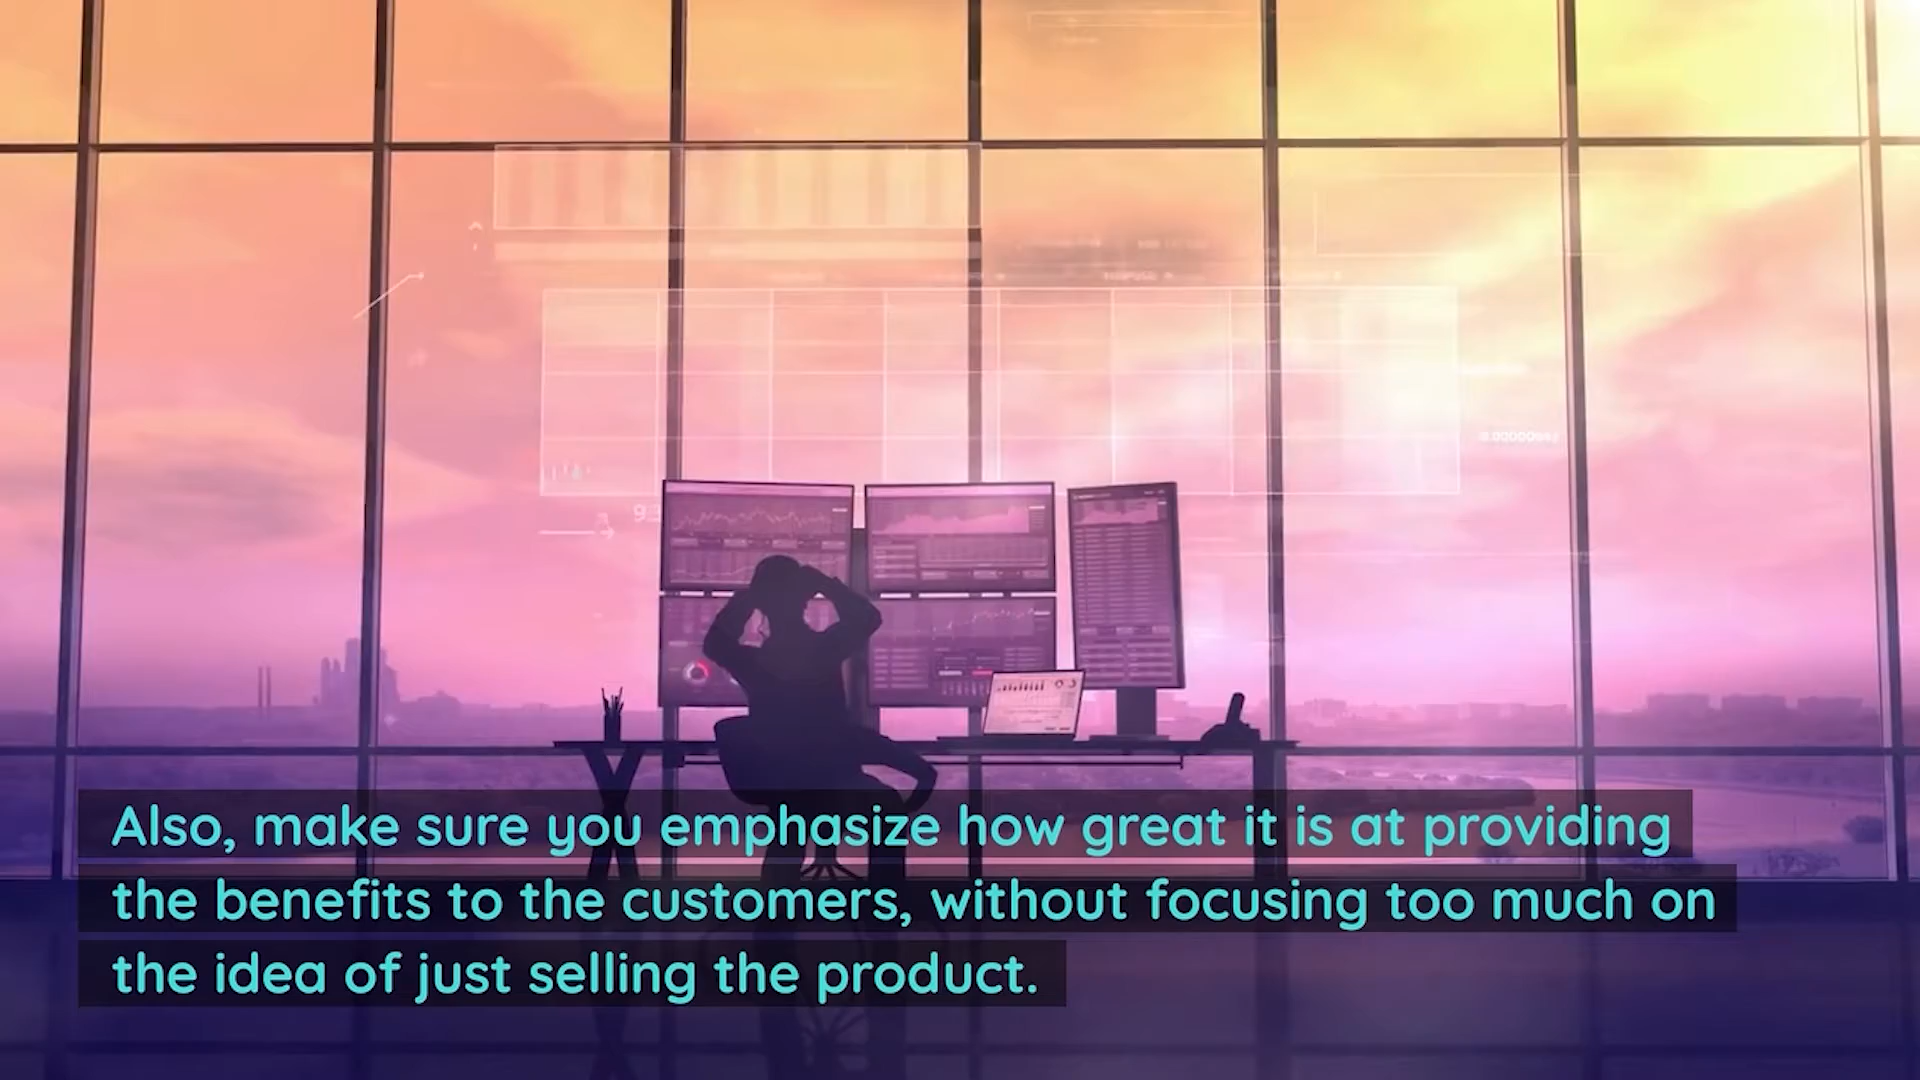 Also, make sure you emphasize how great it is at providing
the benefits to the customers, without focusing too much on
the idea of just selling the product.